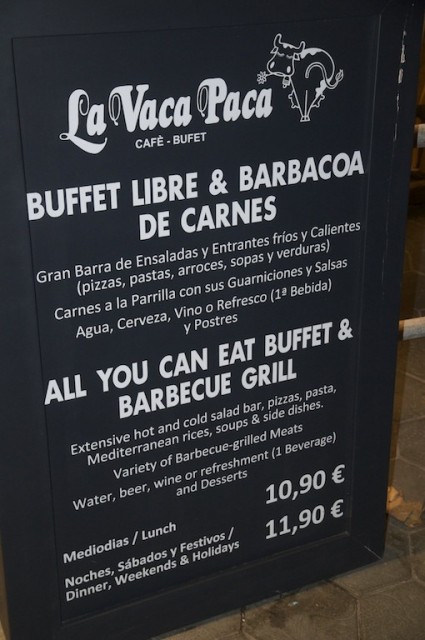 La Vaca Paca
CAFÈ - BUFET
BUFFET LIBRE & BARBACOA
DE CARNES
Gran Barra de Ensaladas y Entrantes fríos y Calientes
(pizzas, pastas, arroces, sopas y verduras)
Carnes a la Parrilla con sus Guarniciones y Salsas
Agua, Cerveza, Vino o Refresco (1ª Bebida)
y Postres
ALL YOU CAN EAT BUFFET &
BARBECUE GRILL
Extensive hot and cold salad bar, pizzas, pasta,
Mediterranean rices, soups & side dishes.
Variety of Barbecue-grilled Meats
Water, beer, wine or refreshment (1 Beverage)
and Desserts
Mediodias / Lunch 10,90 €
Noches, Sábados y Festivos / 11,90 €
Dinner, Weekends & Holidays